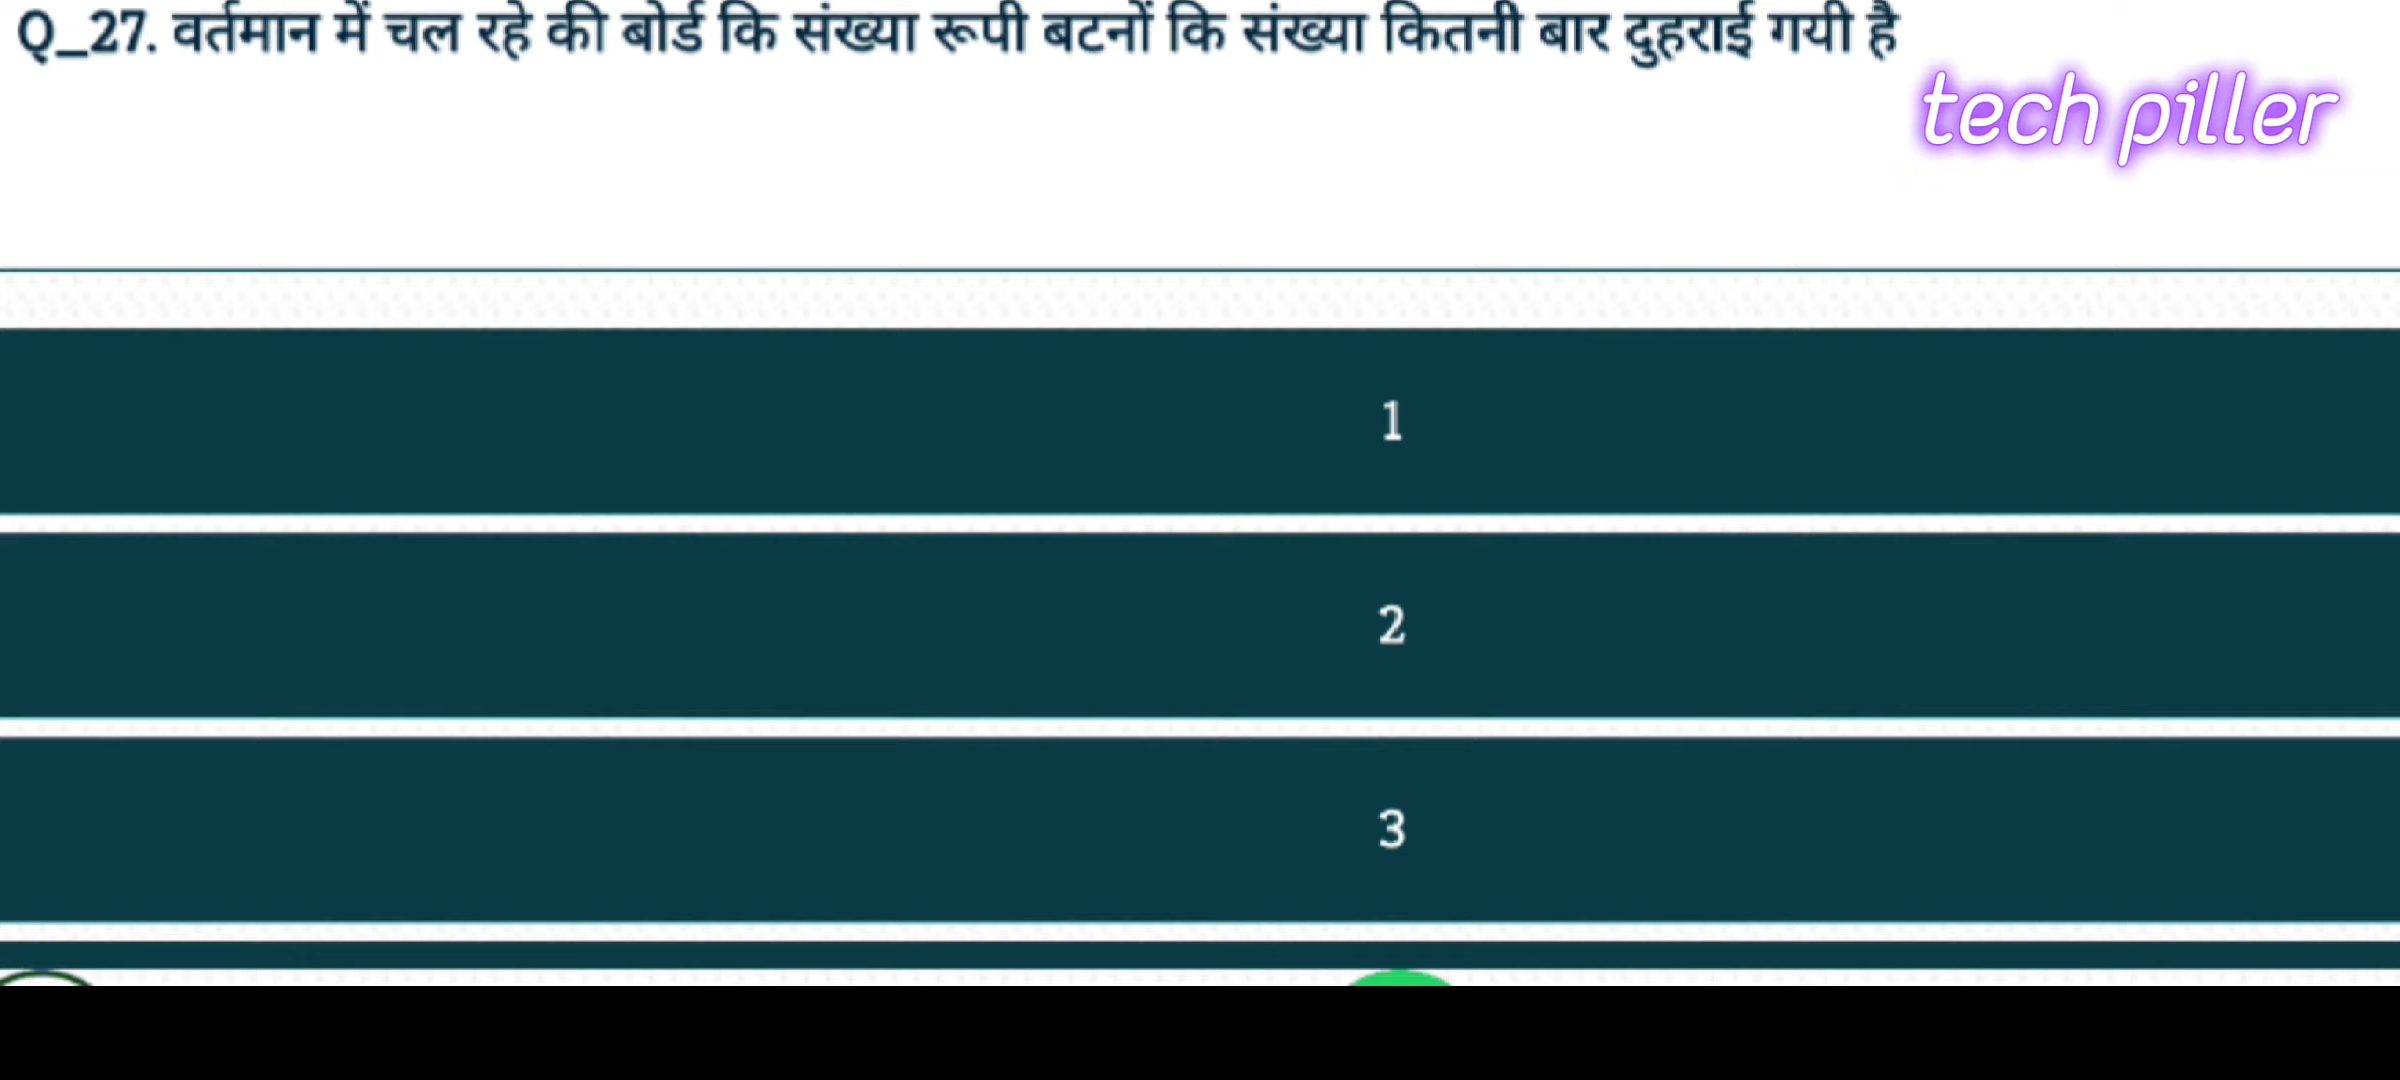 Q_27. वर्तमान में चल रहे की बोर्ड कि संख्या रूपी बटनों कि संख्या कितनी बार दुहराई गयी है
tech piller
1
2
3